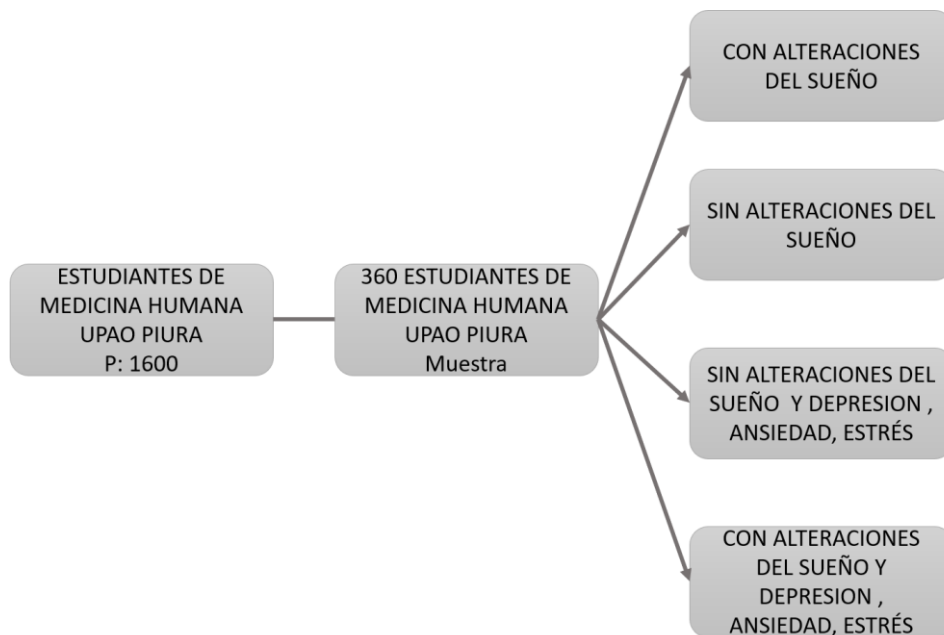 CON ALTERACIONES
DEL SUEÑO
SIN ALTERACIONES DEL
SUEÑO
ESTUDIANTES DE
MEDICINA HUMANA
UPAO PIURA
P: 1600
360 ESTUDIANTES DE
MEDICINA HUMANA
UPAO PIURA
Muestra
SIN ALTERACIONES DEL
SUEÑO Y DEPRESION ,
ANSIEDAD, ESTRÉS
CON ALTERACIONES
DEL SUEÑO Y
DEPRESION ,
ANSIEDAD, ESTRÉS